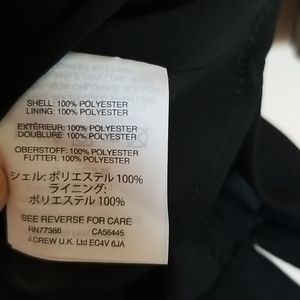 SHELL: 100% POLYESTER
LINING: 100% POLYESTER
EXTÉRIEUR: 100% POLYESTER
DOUBLURE: 100% POLYESTER
OBERSTOFF: 100% POLYESTER
FUTTER: 100% POLYESTER
シェル: ポリエステル 100%
ライニング:
ポリエステル 100%
SEE REVERSE FOR CARE
RN77388 CA56445
J.CREW U.K. Ltd EC4V 6JA